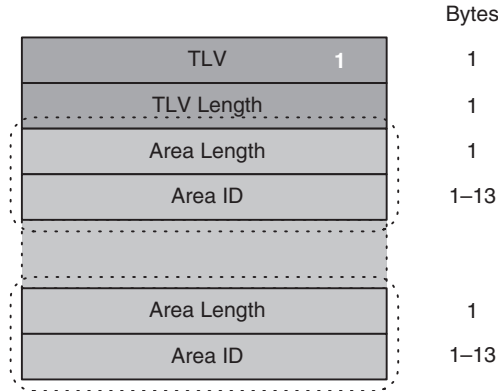 Bytes
TLV 1 1
TLV Length 1
Area Length 1
Area ID 1–13
Area Length 1
Area ID 1–13